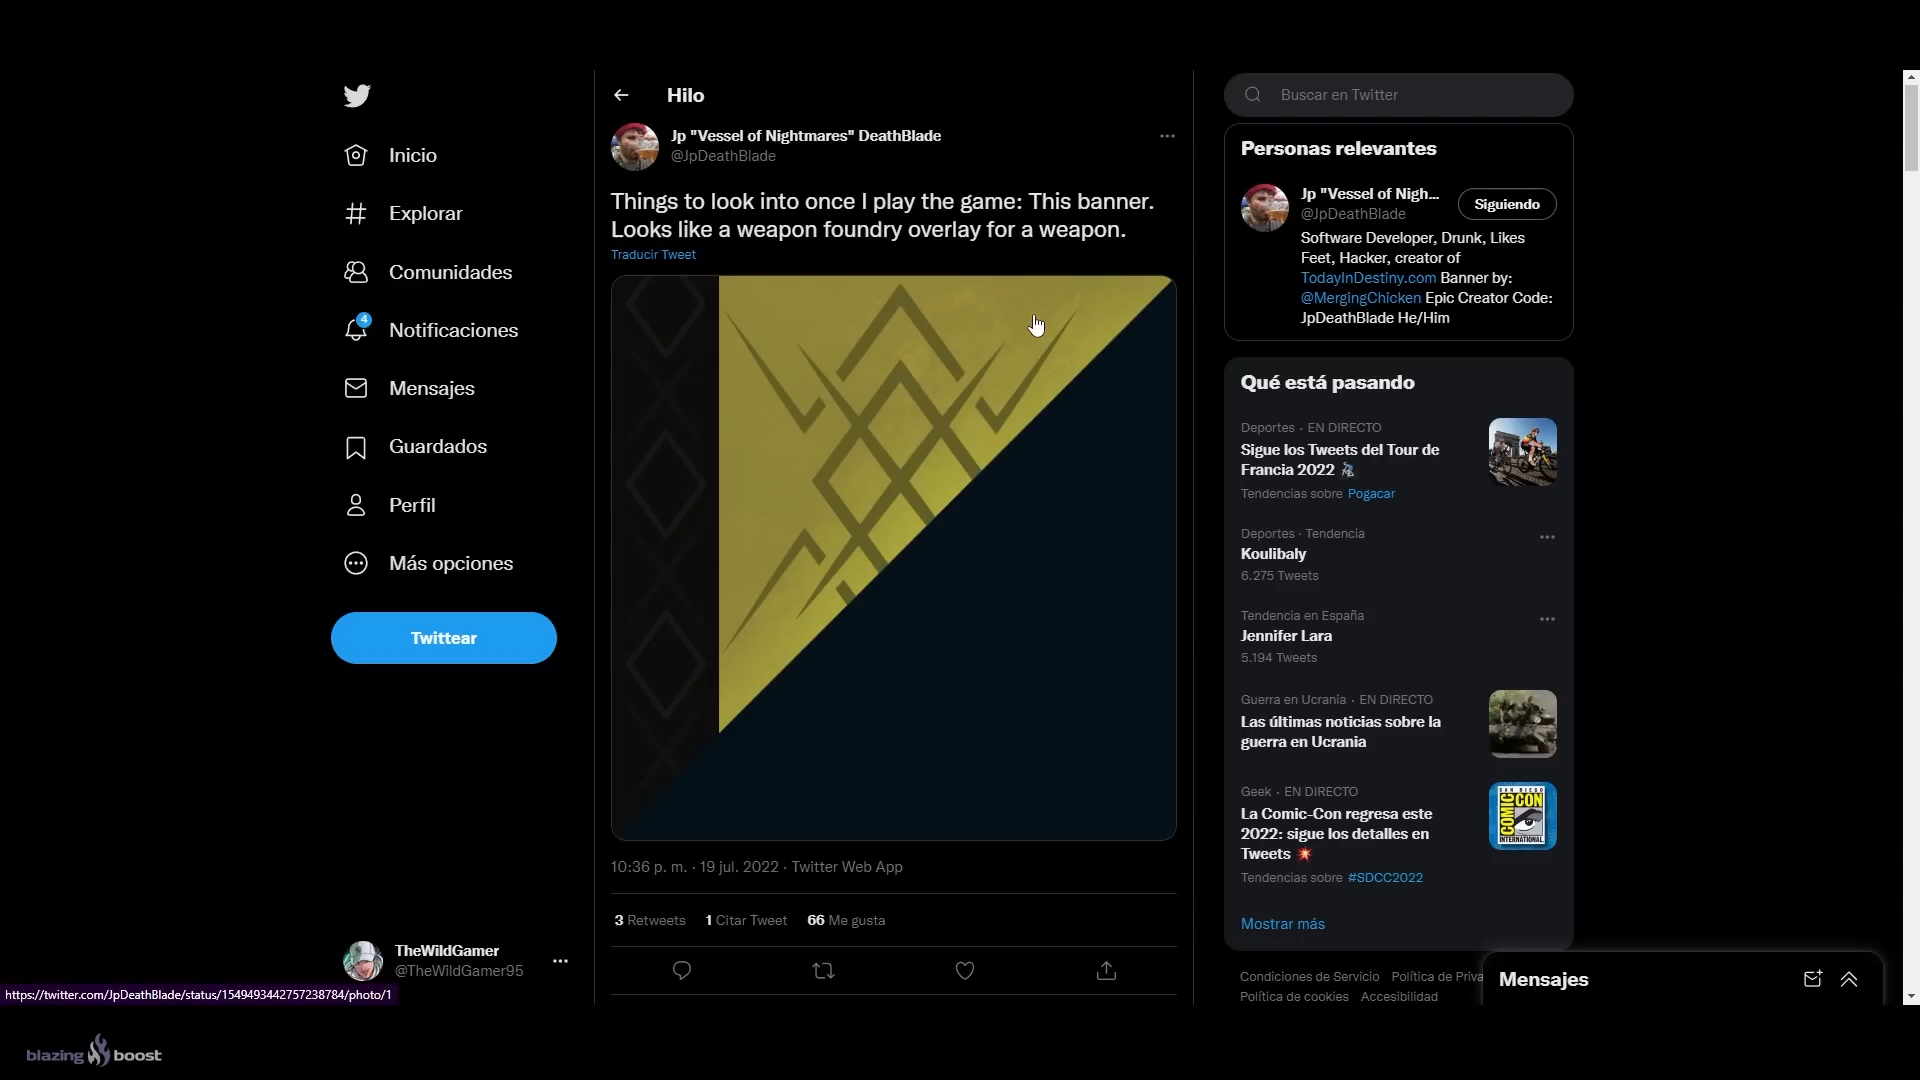 Inicio
Explorar
Comunidades
4
Notificaciones
Mensajes
Guardados
Perfil
Más opciones
Twittear
TheWildGamer
@TheWildGamer95
https://twitter.com/JpDeathBlade/status/1549493442757238784/photo/1
blazing boost
Hilo
Jp "Vessel of Nightmares" DeathBlade
@JpDeathBlade
Things to look into once I play the game: This banner.
Looks like a weapon foundry overlay for a weapon.
Traducir Tweet
10:36 p. m. · 19 jul. 2022 · Twitter Web App
3 Retweets 1 Citar Tweet 66 Me gusta
Buscar en Twitter
Personas relevantes
Jp "Vessel of Nigh...
@JpDeathBlade
Siguiendo
Software Developer, Drunk, Likes
Feet, Hacker, creator of
TodayInDestiny.com Banner by:
@MergingChicken Epic Creator Code:
JpDeathBlade He/Him
Qué está pasando
Deportes · EN DIRECTO
Sigue los Tweets del Tour de
Francia 2022
Tendencias sobre Pogacar
Deportes · Tendencia
Koulibaly
6.275 Tweets
Tendencia en España
Jennifer Lara
5.194 Tweets
Guerra en Ucrania · EN DIRECTO
Las últimas noticias sobre la
guerra en Ucrania
Geek · EN DIRECTO
La Comic-Con regresa este
2022: sigue los detalles en
Tweets
Tendencias sobre #SDCC2022
SAN DIEGO
COMIC CON
INTERNATIONAL
Mostrar más
Condiciones de Servicio Política de Priva
Política de cookies Accesibilidad
Mensajes